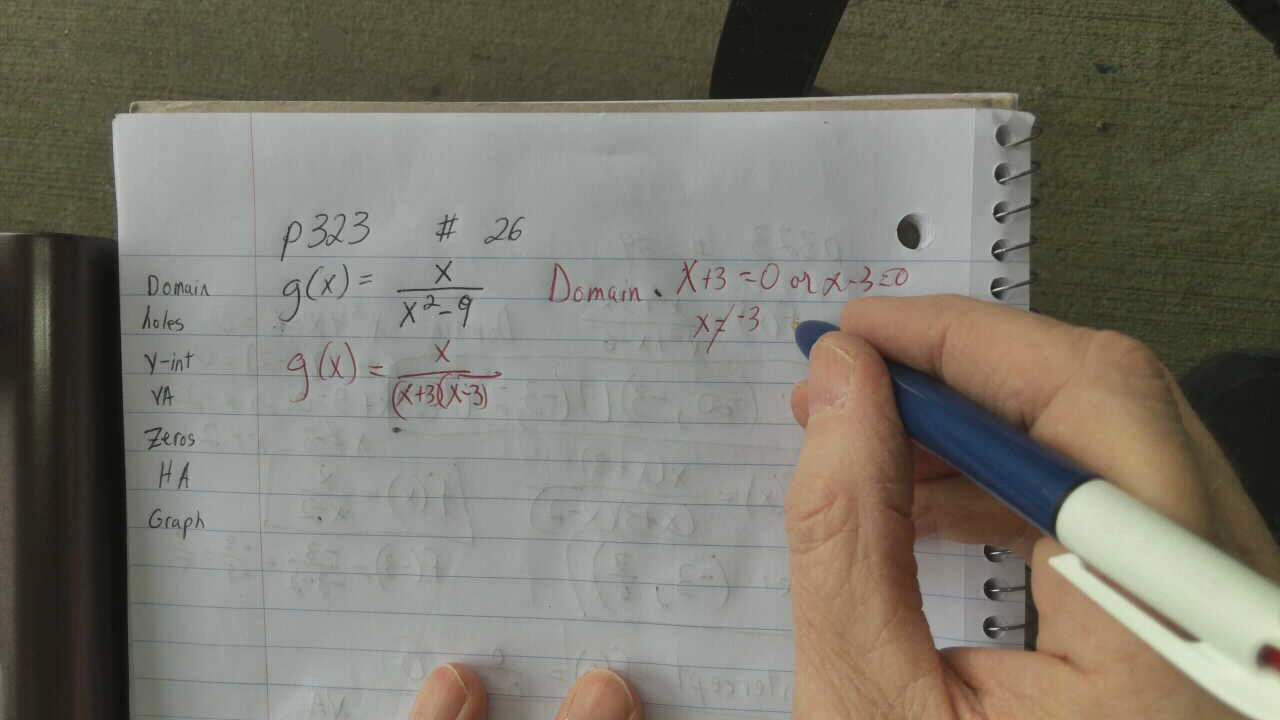 p323 # 26
Domain
holes
y-int
VA
Zeros
HA
Graph
g(x) = x / x² - 9
g(x) = x / (x+3)(x-3)
Domain. x+3 = 0 or x-3 = 0
x ≠ -3